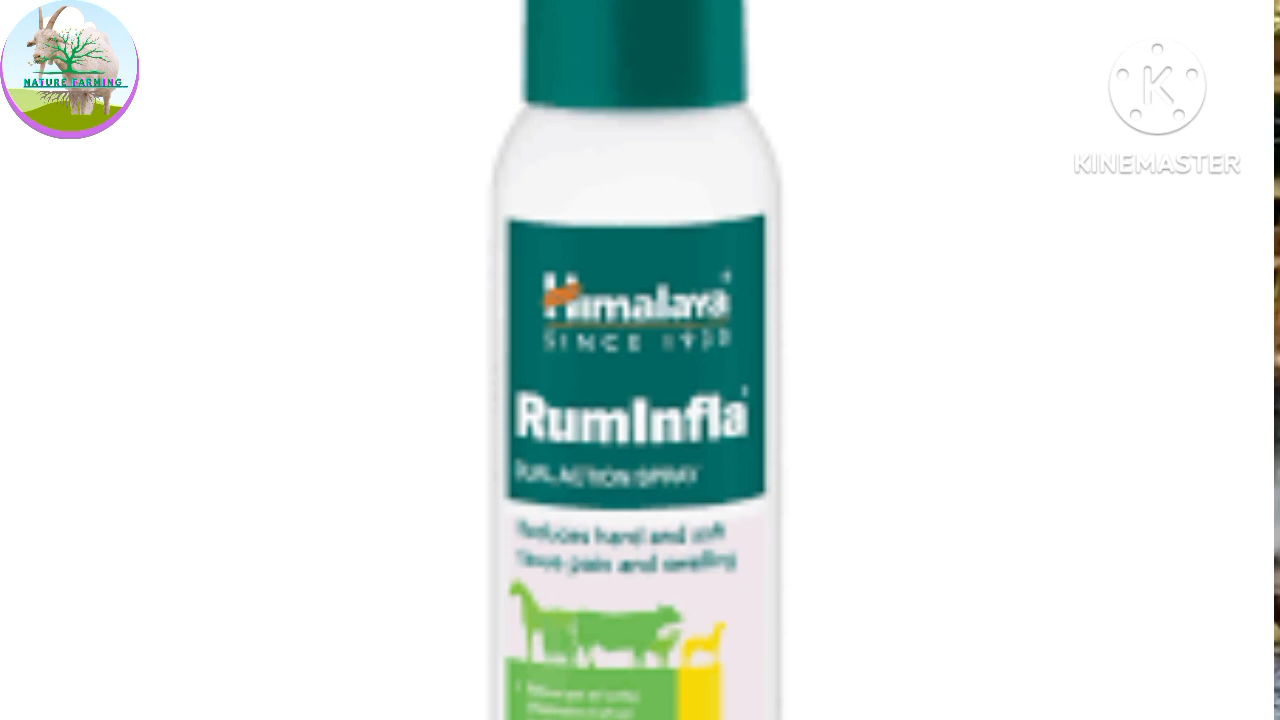 NATURE FARMING
KINEMASTER
Himalaya
SINCE 1930
RumInfla
DUAL ACTION SPRAY
Reduces hard and soft
tissue pain and swelling